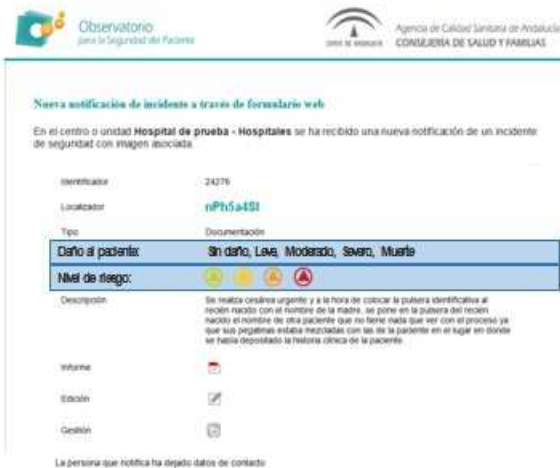 Observatorio
para la Seguridad del Paciente
Agencia de Calidad Sanitaria de Andalucía
CONSEJERÍA DE SALUD Y FAMILIAS
Nueva notificación de incidente a través de formulario web
En el centro o unidad Hospital de prueba - Hospitales se ha recibido una nueva notificación de un incidente
de seguridad con imagen asociada.
Identificador 24276
Localizador nPh5a4SI
Tipo Documentación
Daño al paciente: Sin daño, Leve, Moderado, Severo, Muerte
Nivel de riesgo:
Descripción Se realiza cesárea urgente y a la hora de colocar la pulsera identificativa al
recién nacido con el nombre de la madre, se pone en la pulsera del recién
nacido el nombre de otra paciente que no tiene nada que ver con el proceso ya
que sus pegatinas estaba mezcladas con las de la paciente en el lugar en donde
se había depositado la historia clínica de la paciente
Informe
Edición
Gestión
La persona que notifica ha dejado datos de contacto